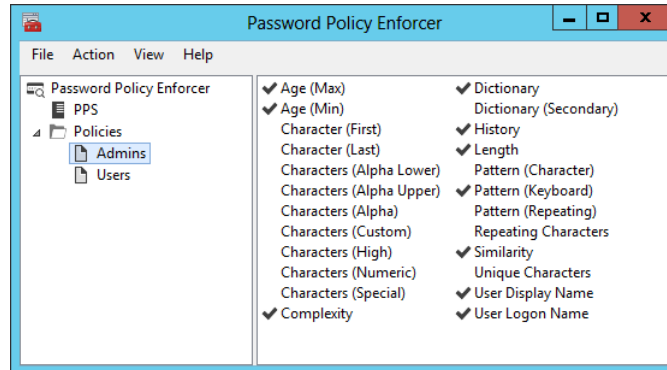 Password Policy Enforcer
File Action View Help
Password Policy Enforcer
PPS
Policies
Admins
Users
Age (Max)
Age (Min)
Character (First)
Character (Last)
Characters (Alpha Lower)
Characters (Alpha Upper)
Characters (Alpha)
Characters (Custom)
Characters (High)
Characters (Numeric)
Characters (Special)
Complexity
Dictionary
Dictionary (Secondary)
History
Length
Pattern (Character)
Pattern (Keyboard)
Pattern (Repeating)
Repeating Characters
Similarity
Unique Characters
User Display Name
User Logon Name